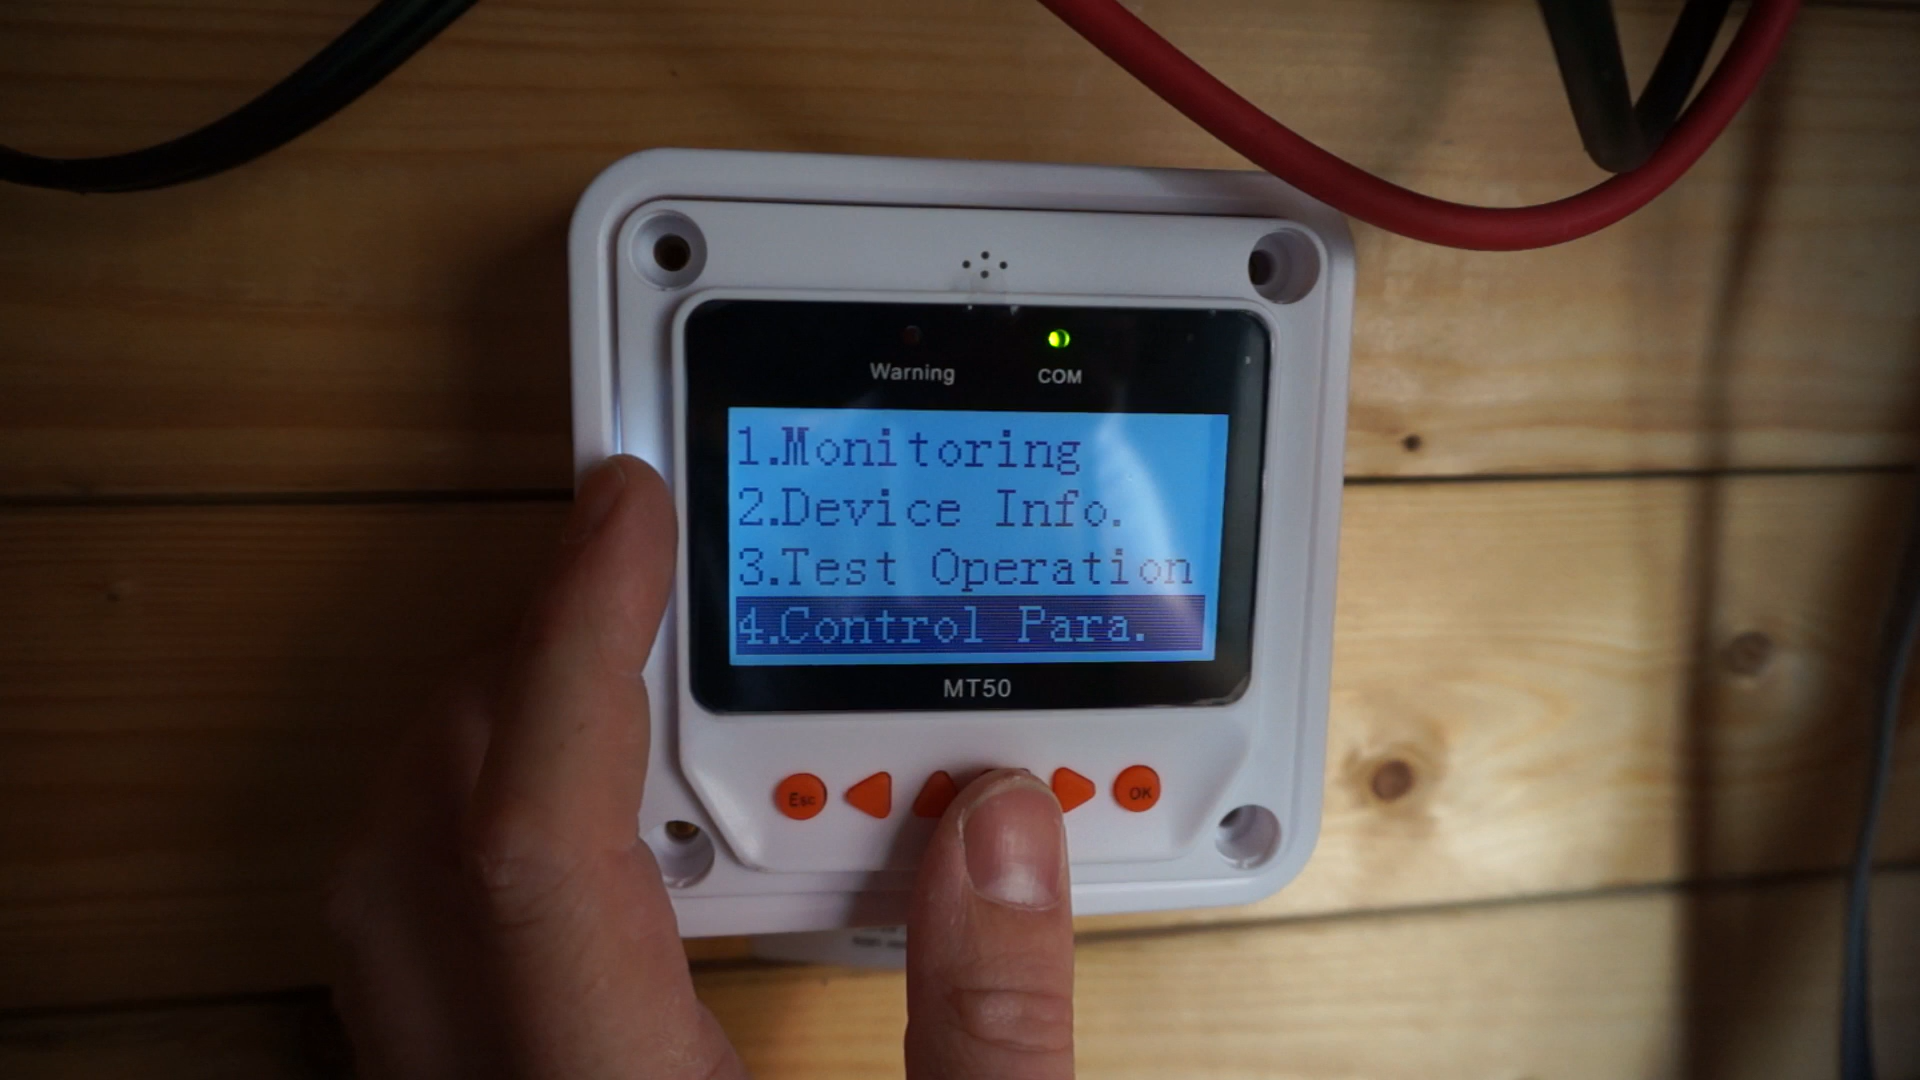 Warning COM
1.Monitoring
2.Device Info.
3.Test Operation
4.Control Para.
MT50
Esc OK